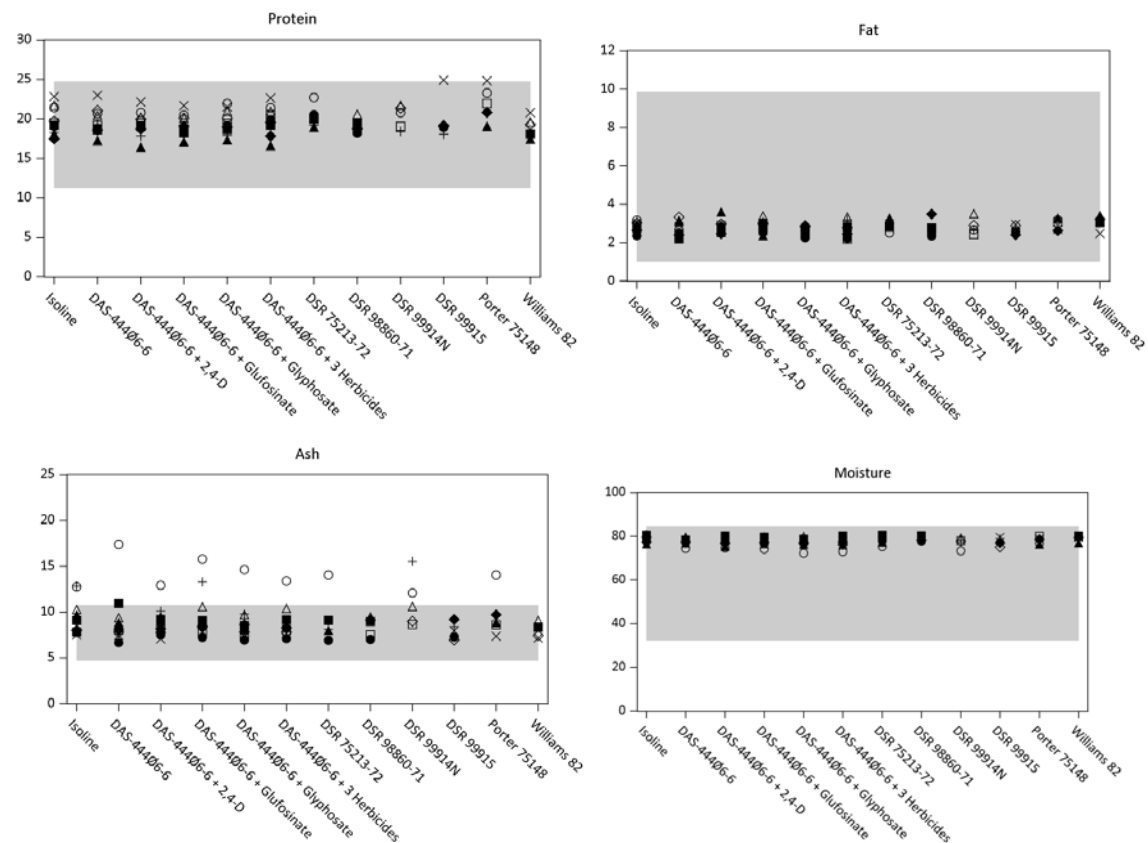 Protein
30
25
20
15
10
5
0
Isoline
DAS-444Ø6-6
DAS-444Ø6-6 + 2,4-D
DAS-444Ø6-6 + Glufosinate
DAS-444Ø6-6 + Glyphosate
DAS-444Ø6-6 + 3 Herbicides
DSR 75213-72
DSR 98860-71
DSR 99914N
DSR 99915
Porter 75148
Williams 82
Fat
12
10
8
6
4
2
0
Isoline
DAS-444Ø6-6
DAS-444Ø6-6 + 2,4-D
DAS-444Ø6-6 + Glufosinate
DAS-444Ø6-6 + Glyphosate
DAS-444Ø6-6 + 3 Herbicides
DSR 75213-72
DSR 98860-71
DSR 99914N
DSR 99915
Porter 75148
Williams 82
Ash
25
20
15
10
5
0
Isoline
DAS-444Ø6-6
DAS-444Ø6-6 + 2,4-D
DAS-444Ø6-6 + Glufosinate
DAS-444Ø6-6 + Glyphosate
DAS-444Ø6-6 + 3 Herbicides
DSR 75213-72
DSR 98860-71
DSR 99914N
DSR 99915
Porter 75148
Williams 82
Moisture
100
80
60
40
20
0
Isoline
DAS-444Ø6-6
DAS-444Ø6-6 + 2,4-D
DAS-444Ø6-6 + Glufosinate
DAS-444Ø6-6 + Glyphosate
DAS-444Ø6-6 + 3 Herbicides
DSR 75213-72
DSR 98860-71
DSR 99914N
DSR 99915
Porter 75148
Williams 82